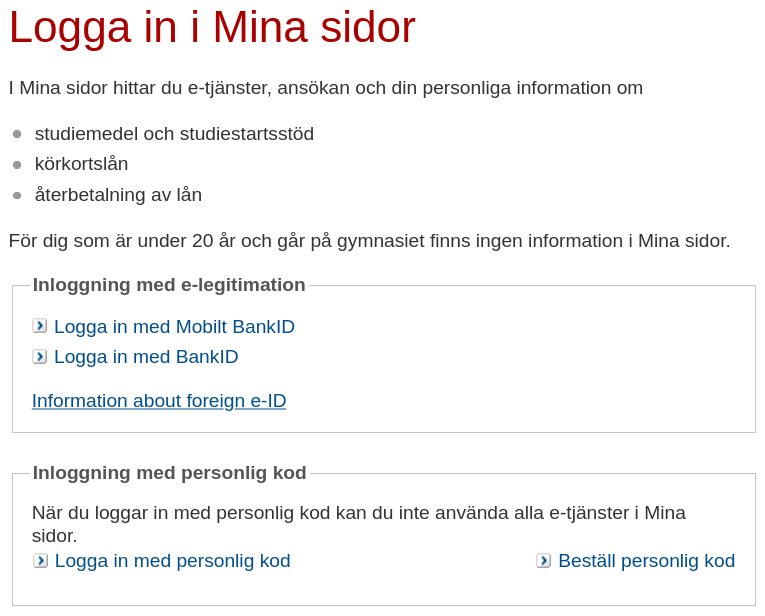 Logga in i Mina sidor
I Mina sidor hittar du e-tjänster, ansökan och din personliga information om
studiemedel och studiestartsstöd
körkortslån
återbetalning av lån
För dig som är under 20 år och går på gymnasiet finns ingen information i Mina sidor.
Inloggning med e-legitimation
Logga in med Mobilt BankID
Logga in med BankID
Information about foreign e-ID
Inloggning med personlig kod
När du loggar in med personlig kod kan du inte använda alla e-tjänster i Mina
sidor.
Logga in med personlig kod
Beställ personlig kod